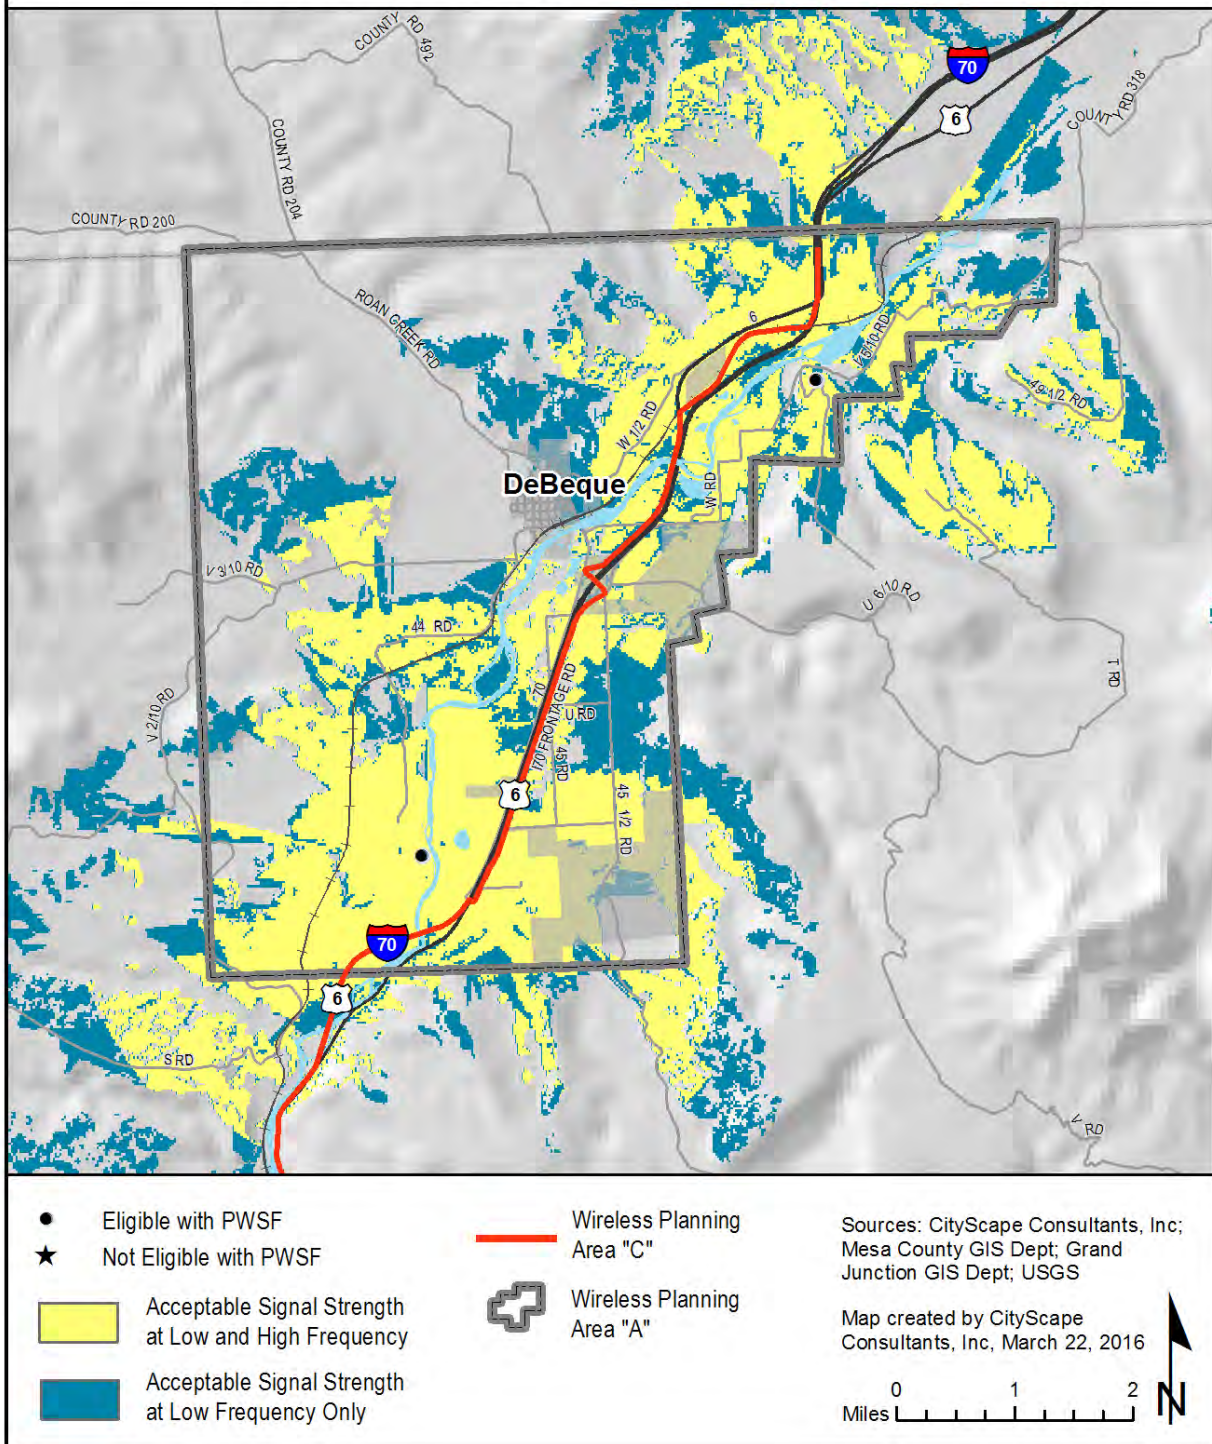 COUNTY RD 492
70
6
COUNTY RD 318
COUNTY RD 204
COUNTY RD 200
ROAN CREEK RD
6
V 5/10 RD
49 1/2 RD
W 1/2 RD
DeBeque
W RD
V 3/10 RD
U 6/10 RD
44 RD
T RD
V 2/10 RD
70
I70 FRONTAGE RD
U RD
45 RD
6
45 1/2 RD
70
6
S RD
V RD
Eligible with PWSF
Not Eligible with PWSF
Acceptable Signal Strength
at Low and High Frequency
Acceptable Signal Strength
at Low Frequency Only
Wireless Planning
Area "C"
Wireless Planning
Area "A"
Sources: CityScape Consultants, Inc;
Mesa County GIS Dept; Grand
Junction GIS Dept; USGS
Map created by CityScape
Consultants, Inc, March 22, 2016
0 1 2
Miles
N